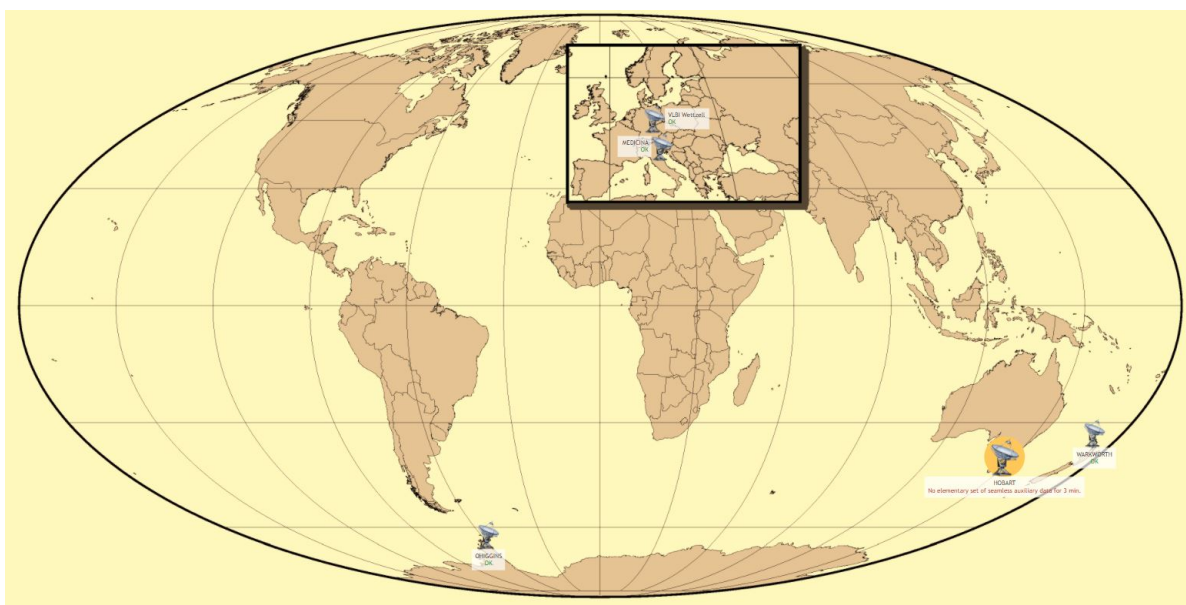 VLBI Wettzell
OK
MEDICINA
OK
WARKWORTH
OK
HOBART
No elementary set of seamless auxiliary data for 3 min.
OHIGGINS
OK